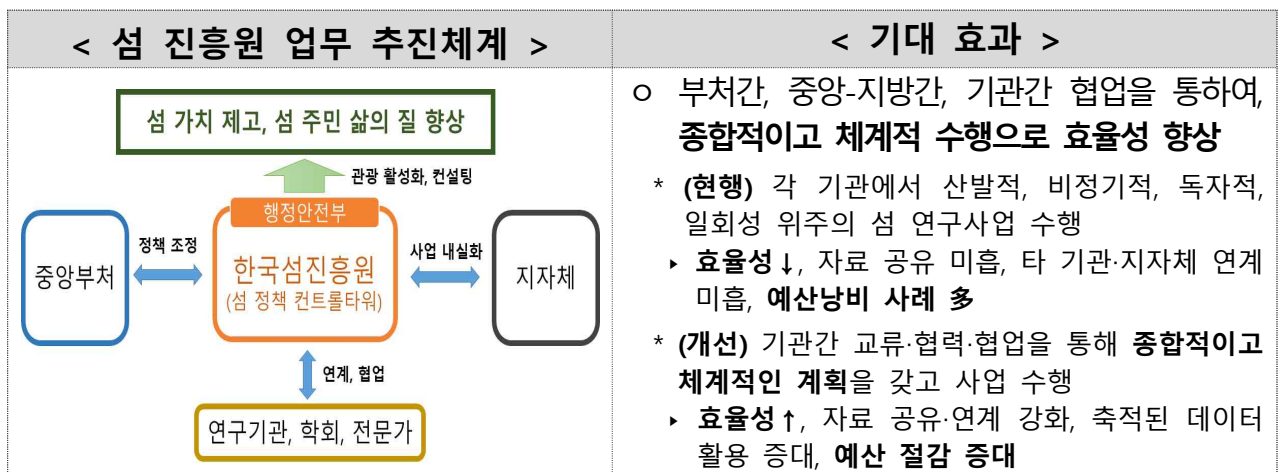 < 섬 진흥원 업무 추진체계 >
섬 가치 제고, 섬 주민 삶의 질 향상
관광 활성화, 컨설팅
행정안전부
중앙부처
정책 조정
한국섬진흥원
(섬 정책 컨트롤타워)
사업 내실화
지자체
연계, 협업
연구기관, 학회, 전문가
< 기대 효과 >
ㅇ 부처간, 중앙-지방간, 기관간 협업을 통하여,
종합적이고 체계적 수행으로 효율성 향상
* (현행) 각 기관에서 산발적, 비정기적, 독자적,
일회성 위주의 섬 연구사업 수행
▸ 효율성↓, 자료 공유 미흡, 타 기관·지자체 연계
미흡, 예산낭비 사례 多
* (개선) 기관간 교류·협력·협업을 통해 종합적이고
체계적인 계획을 갖고 사업 수행
▸ 효율성↑, 자료 공유·연계 강화, 축적된 데이터
활용 증대, 예산 절감 증대